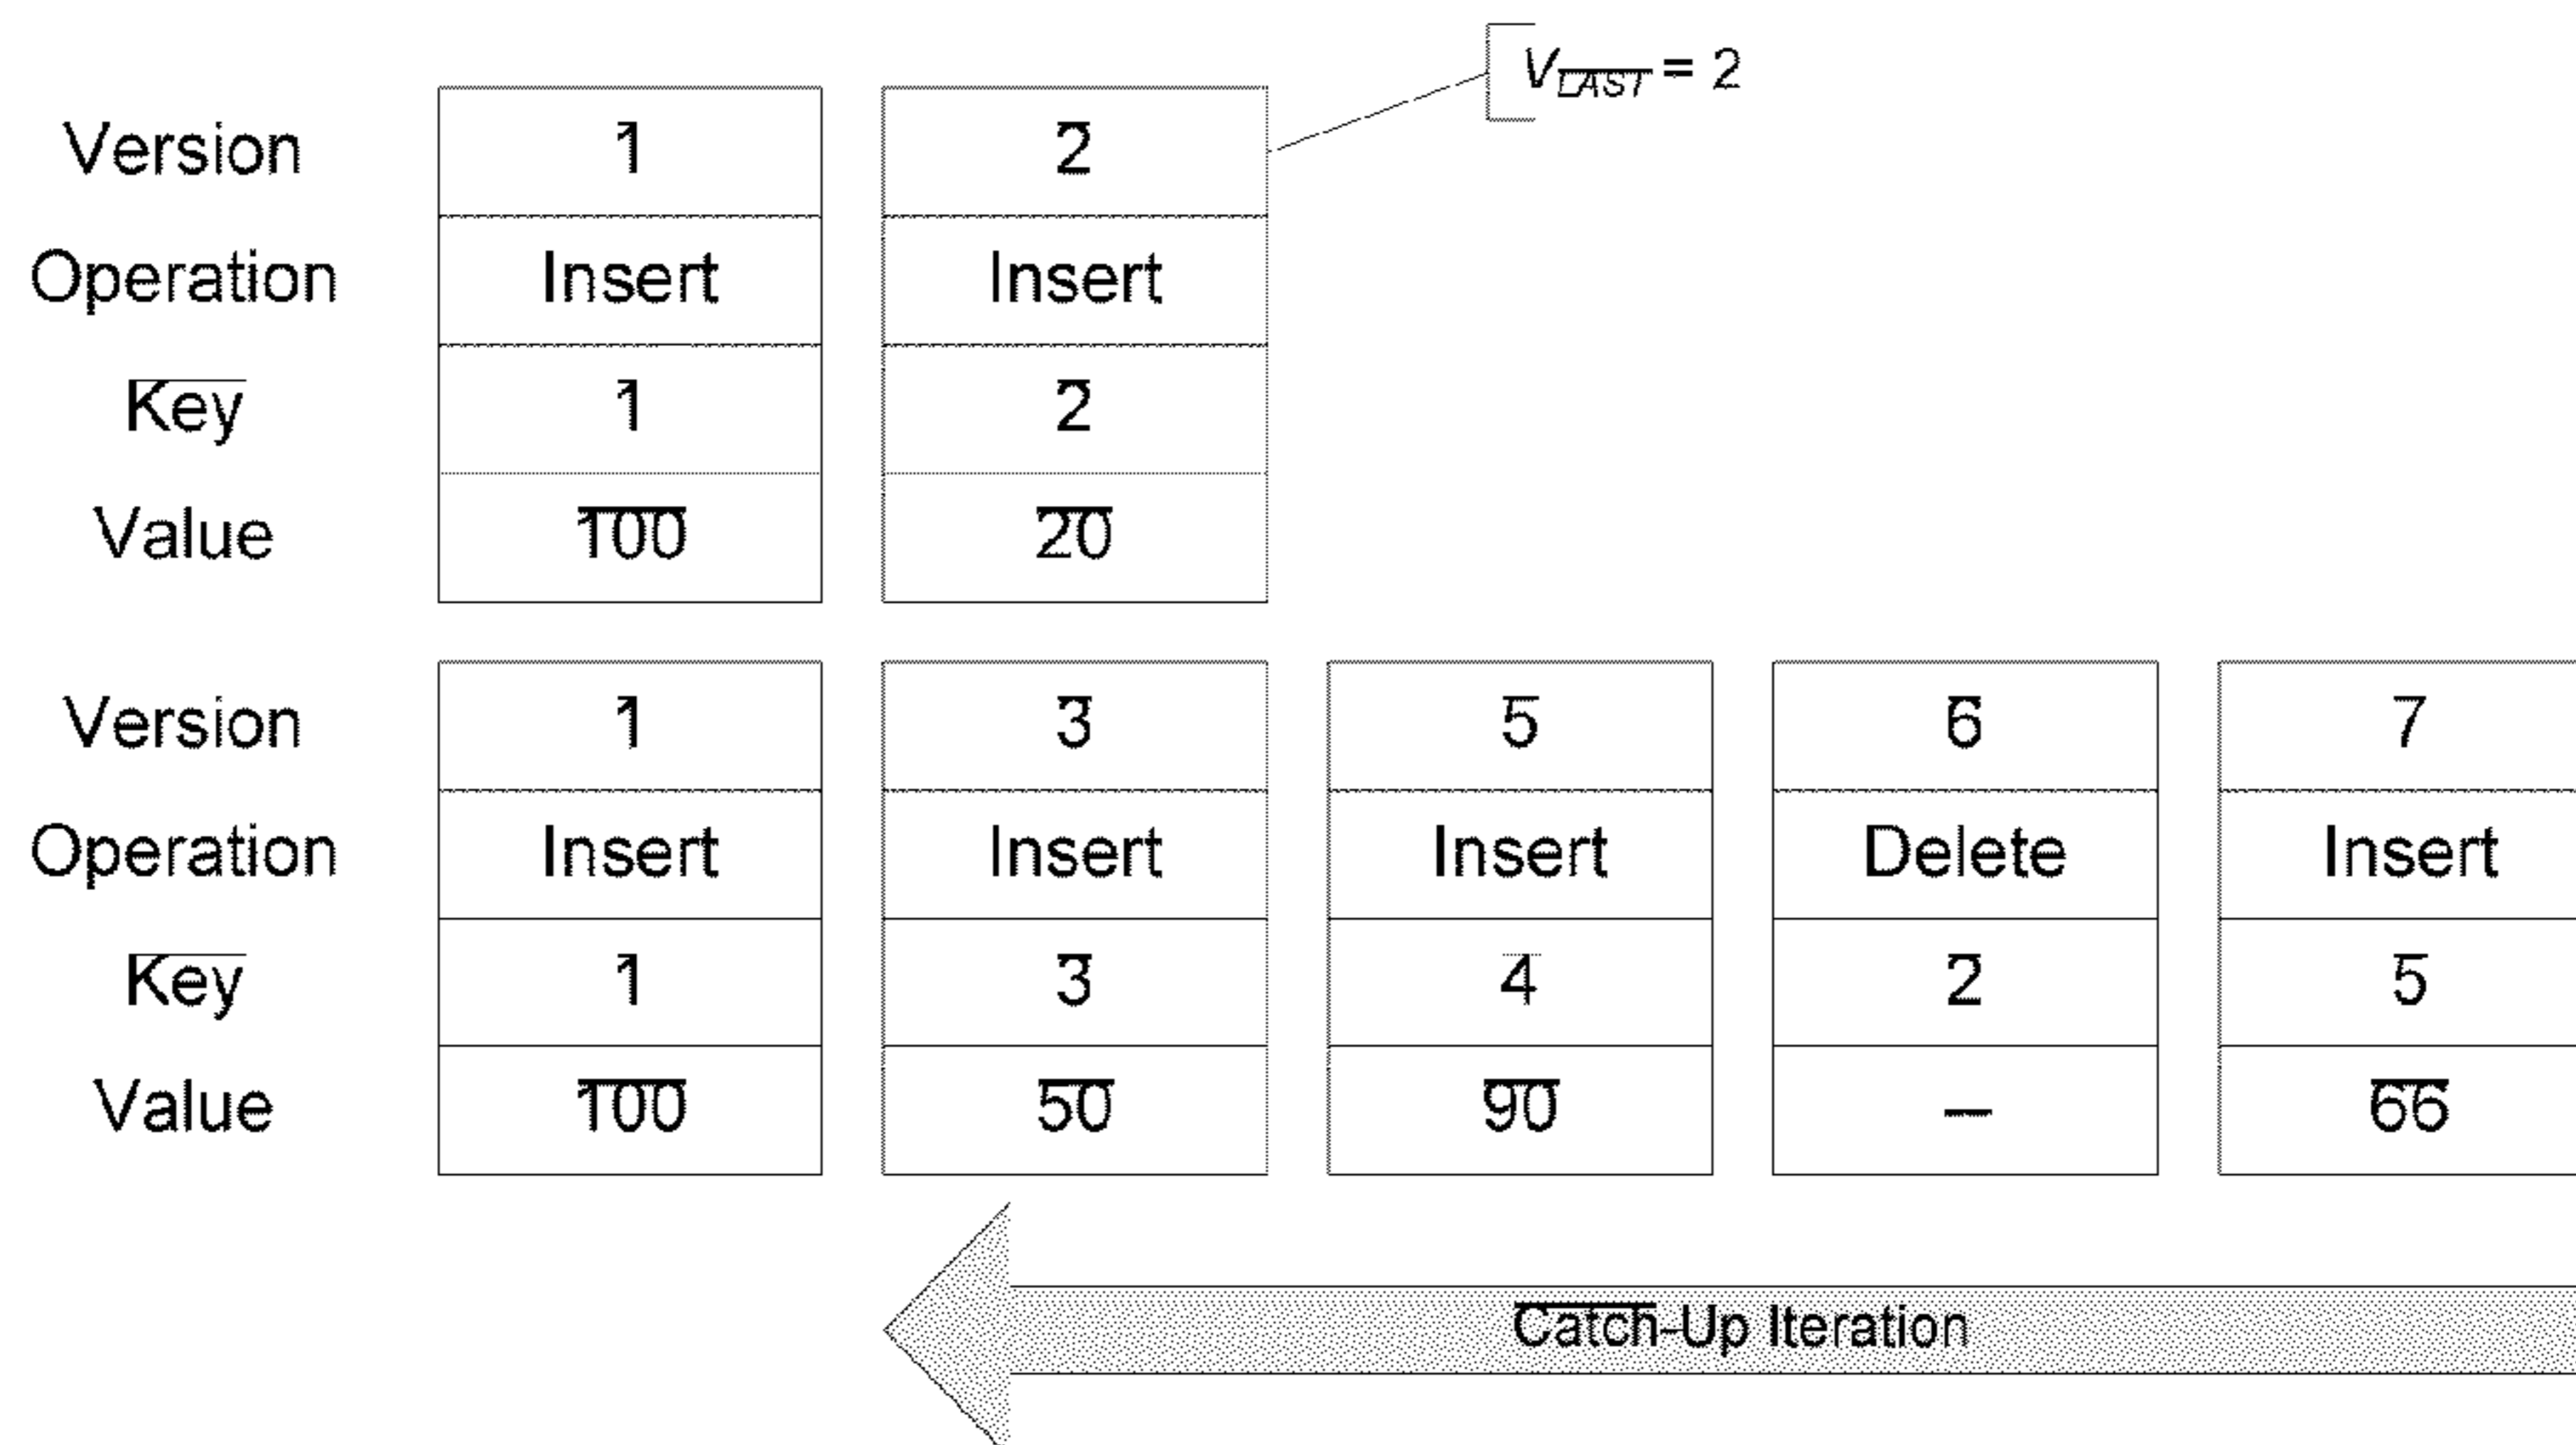 V_LAST = 2
Version 1 2
Operation Insert Insert
Key 1 2
Value 100 20
Version 1 3 5 6 7
Operation Insert Insert Insert Delete Insert
Key 1 3 4 2 5
Value 100 50 90 – 66
Catch-Up Iteration